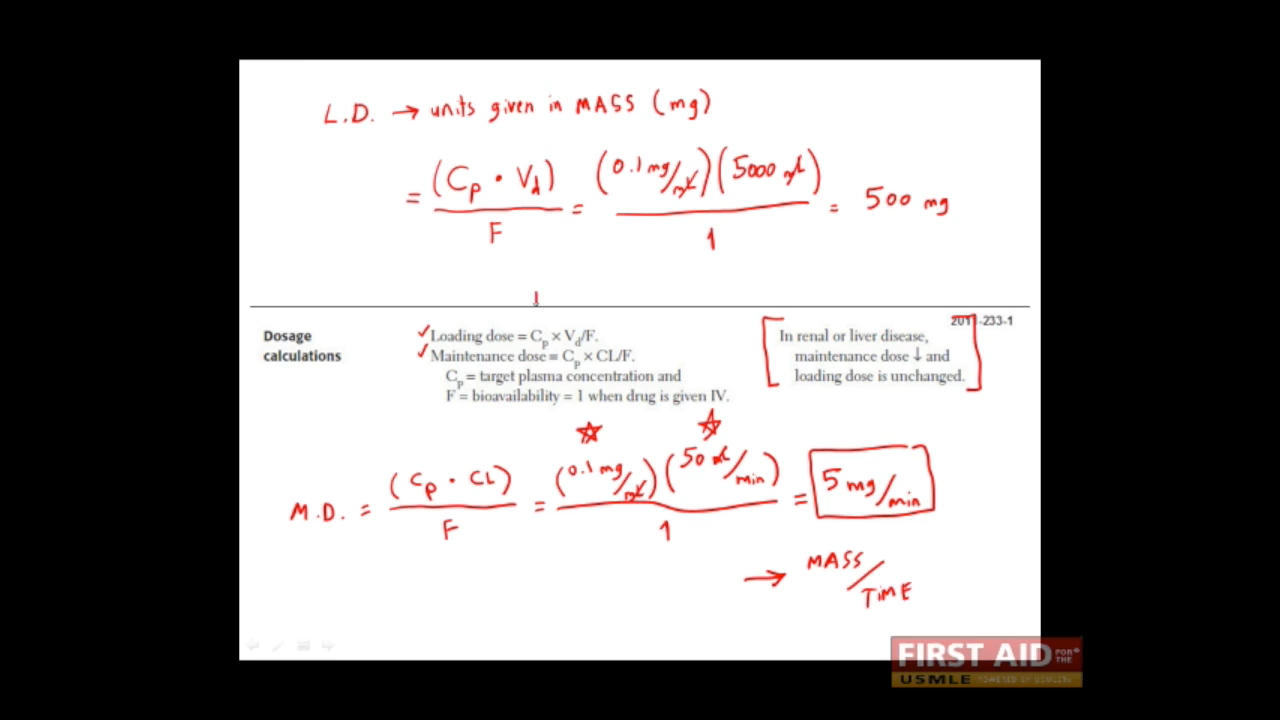 L.D. → units given in MASS (mg)
= (Cp · Vd) / F = (0.1 mg/mL)(5000 mL) / 1 = 500 mg
2011-233-1
Dosage calculations
✓Loading dose = Cp × Vd/F.
✓Maintenance dose = Cp × CL/F.
Cp = target plasma concentration and
F = bioavailability = 1 when drug is given IV.
In renal or liver disease,
maintenance dose ↓ and
loading dose is unchanged.
M.D. = (Cp · CL) / F = (0.1 mg/mL)(50 mL/min) / 1 = 5 mg/min
→ MASS/TIME
FIRST AID FOR THE®
USMLE